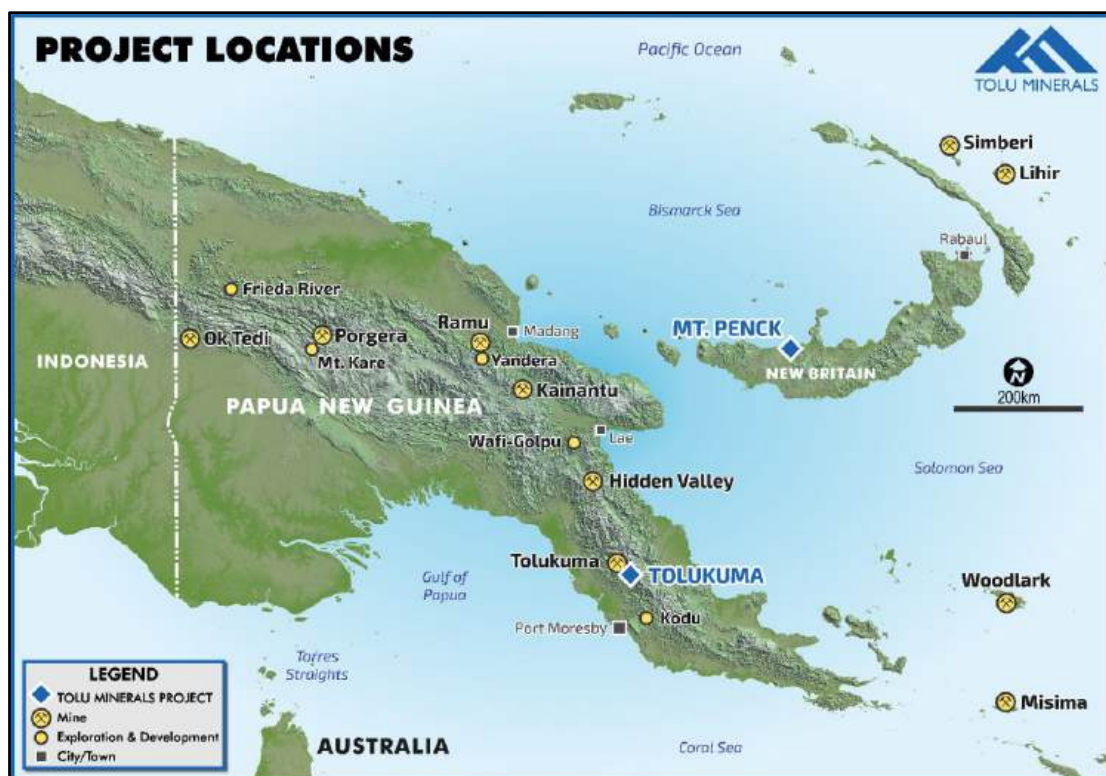 PROJECT LOCATIONS
Pacific Ocean
TOLU MINERALS
Simberi
Lihir
Bismarck Sea
Rabaul
Frieda River
Ok Tedi
Porgera
Mt. Kare
Ramu
Madang
Yandera
MT. PENCK
NEW BRITAIN
INDONESIA
PAPUA NEW GUINEA
Kainantu
N
200km
Wafi-Golpu
Lae
Hidden Valley
Solomon Sea
Tolukuma
TOLUKUMA
Gulf of
Papua
Woodlark
Port Moresby
Kodu
Torres
Straights
LEGEND
TOLU MINERALS PROJECT
Mine
Exploration & Development
City/Town
AUSTRALIA
Coral Sea
Misima